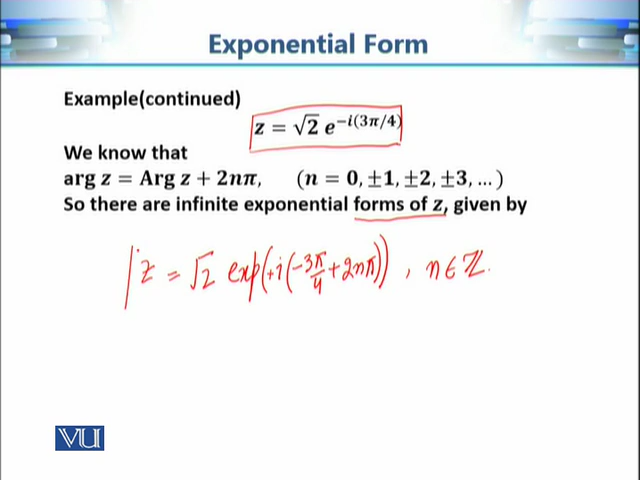 Exponential Form
Example(continued)
z = √2 e^{−i(3π/4)}
We know that
arg z = Arg z + 2nπ, (n = 0, ±1, ±2, ±3, …)
So there are infinite exponential forms of z, given by
z = √2 exp(+i(−3π/4 + 2nπ)), n∈ℤ.
VU